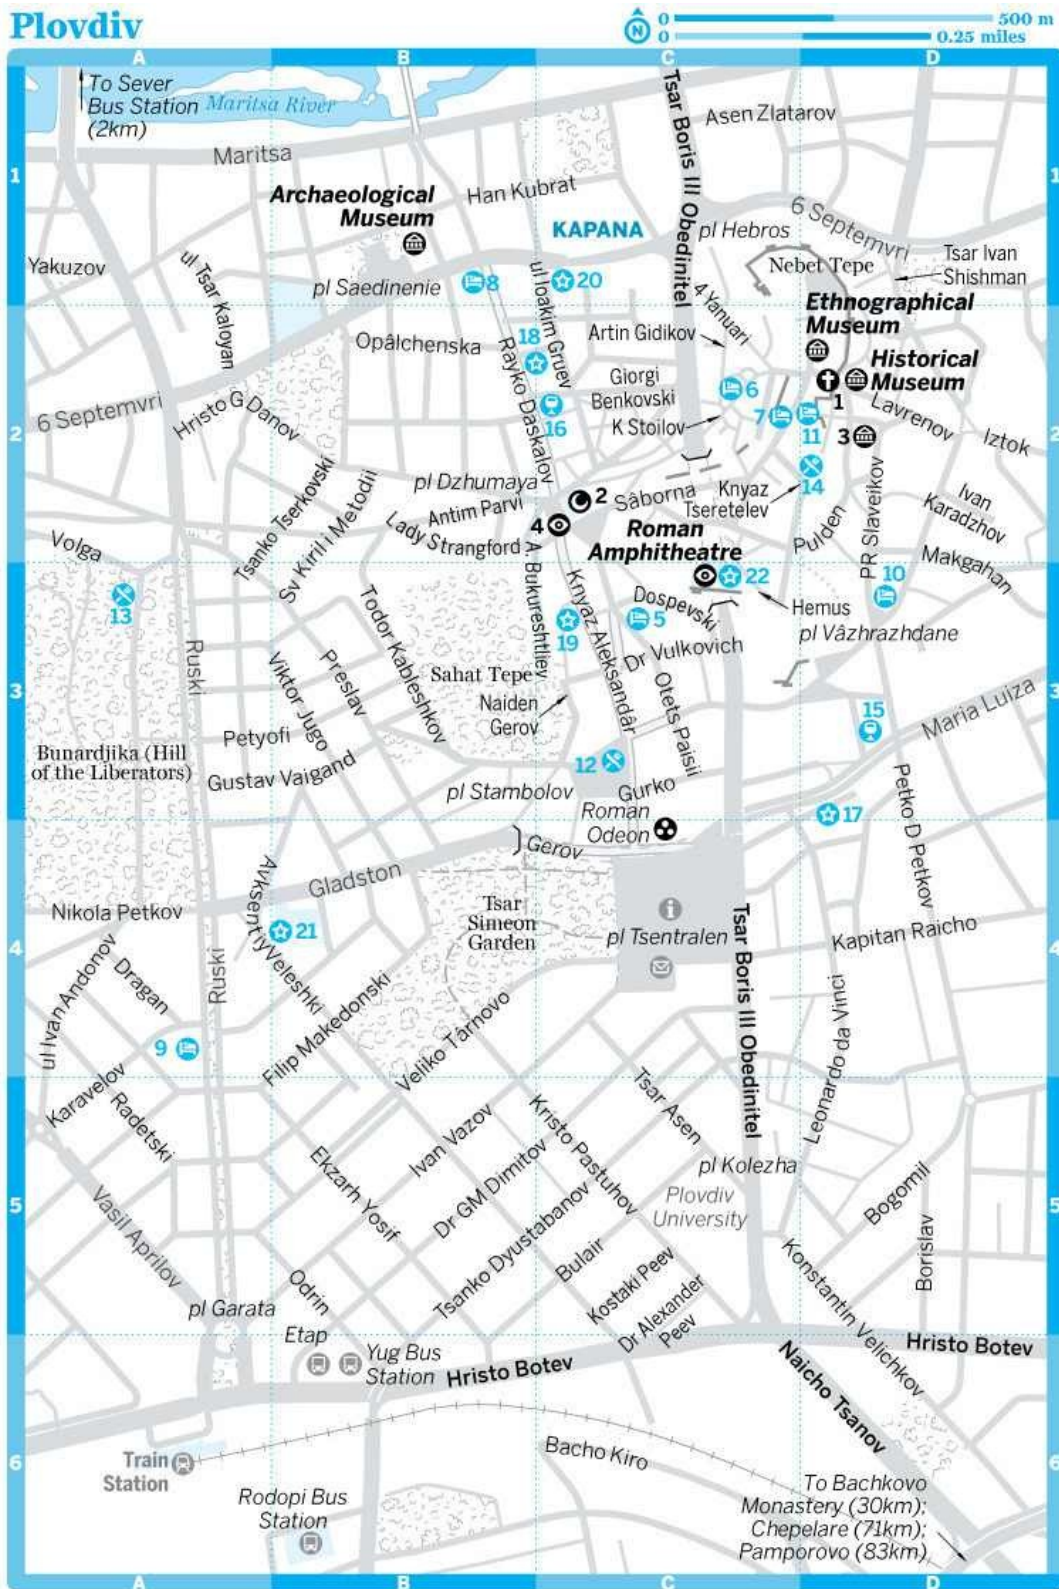 Plovdiv
N
0
500 m
0
0.25 miles
A
B
C
D
To Sever
Bus Station
(2km)
Maritsa River
Tsar Boris III Obedinitel
Asen Zlatarov
Maritsa
1
1
Archaeological
Museum
Han Kubrat
KAPANA
pl Hebros
6 Septemvri
Tsar Ivan
Shishman
Yakuzov
ul Tsar Kaloyan
pl Saedinenie
8
ul Ioakim Gruev
20
Nebet Tepe
4 Yanuari
Ethnographical
Museum
Artin Gidikov
Opâlchenska
18
Rayko Daskalov
Historical
Museum
Giorgi
Benkovski
6
6 Septemvri
Hristo G Danov
16
K Stoilov
7
11
1
Lavrenov
2
2
3
Iztok
pl Dzhumaya
2
Sâborna
Knyaz
Tseretelev
14
Ivan
Karadzhov
Antim Parvi
4
Lady Strangford
Roman
Amphitheatre
Pulden
PR Slaveikov
Tsanko Tserkovski
Sv Kiril i Metodii
Volga
A Bukureshtliev
22
10
Makgahan
13
Todor Kableshkov
Knyaz Aleksandâr
19
5
Dospevski
Hemus
pl Vâzhrazhdane
Dr Vulkovich
Ruski
Viktor Jugo
Preslav
Sahat Tepe
Otets Paisii
3
3
Naiden
Gerov
15
Maria Luiza
Petyofi
Bunardjika (Hill
of the Liberators)
Gustav Vaigand
12
pl Stambolov
Gurko
Petko D Petkov
Roman
Odeon
17
Gerov
Avksentiy Veleshki
Gladston
Nikola Petkov
Tsar
Simeon
Garden
21
pl Tsentralen
Tsar Boris III Obedinitel
Kapitan Raicho
4
4
ul Ivan Andonov
Dragan
Ruski
Leonardo da Vinci
9
Filip Makedonski
Veliko Târnovo
Karavelov
Radetski
Tsar Asen
Kristo Pastuhov
Ivan Vazov
Ekzarh Yosif
Dr GM Dimitov
pl Kolezha
Plovdiv
University
Bogomil
5
5
Vasil Aprilov
Tsanko Dyustabanov
Bulair
Borislav
Odrin
Kostaki Peev
Konstantin Velichkov
pl Garata
Dr Alexander
Peev
Etap
Yug Bus
Station
Hristo Botev
Hristo Botev
Naicho Tsanov
Train
Station
6
6
Bacho Kiro
Rodopi Bus
Station
To Bachkovo
Monastery (30km);
Chepelare (71km);
Pamporovo (83km)
A
B
C
D